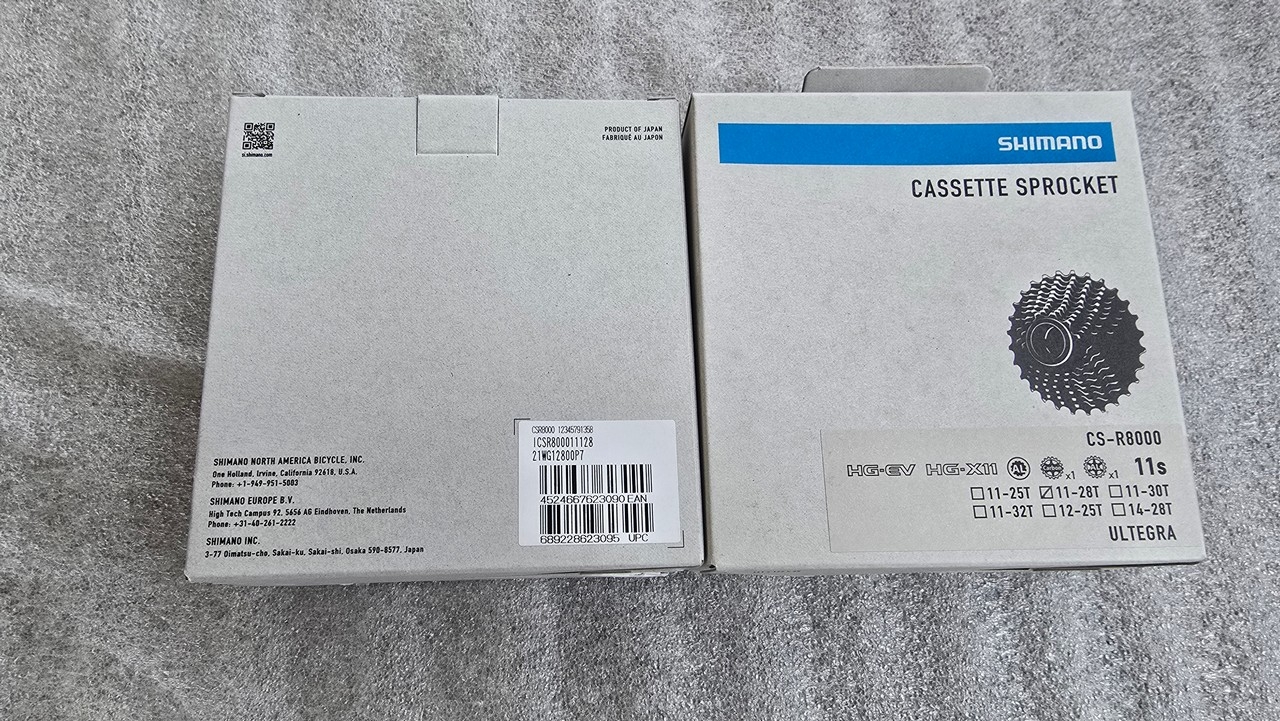 si.shimano.com
PRODUCT OF JAPAN
FABRIQUÉ AU JAPON
SHIMANO NORTH AMERICA BICYCLE, INC.
One Holland, Irvine, California 92618, U.S.A.
Phone: +1-949-951-5003
SHIMANO EUROPE B.V.
High Tech Campus 92, 5656 AG Eindhoven, The Netherlands
Phone: +31-40-261-2222
SHIMANO INC.
3-77 Oimatsu-cho, Sakai-ku, Sakai-shi, Osaka 590-8577, Japan
CSR8000 12345791358
ICSR800011128
21WG12800P7
4524667623090 EAN
689228623095 UPC
SHIMANO
CASSETTE SPROCKET
CS-R8000
HG-EV HG-X11 AL x1 x1 11s
11-25T 11-28T 11-30T
11-32T 12-25T 14-28T
ULTEGRA